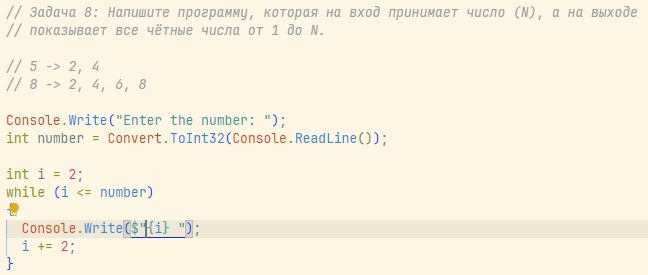 // Задача 8: Напишите программу, которая на вход принимает число (N), а на выходе
// показывает все чётные числа от 1 до N.
// 5 -> 2, 4
// 8 -> 2, 4, 6, 8
Console.Write("Enter the number: ");
int number = Convert.ToInt32(Console.ReadLine());
int i = 2;
while (i <= number)
{
Console.Write($"{i} ");
i += 2;
}